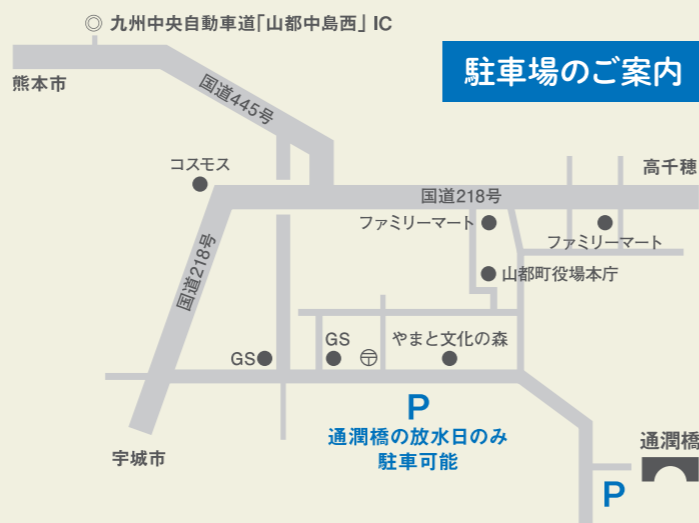 ◎ 九州中央自動車道「山都中島西」 IC
駐車場のご案内
熊本市
国道445号
コスモス
高千穂
国道218号
ファミリーマート
ファミリーマート
国道218号
山都町役場本庁
GS
GS
〒
やまと文化の森
P
通潤橋の放水日のみ
駐車可能
宇城市
通潤橋
P